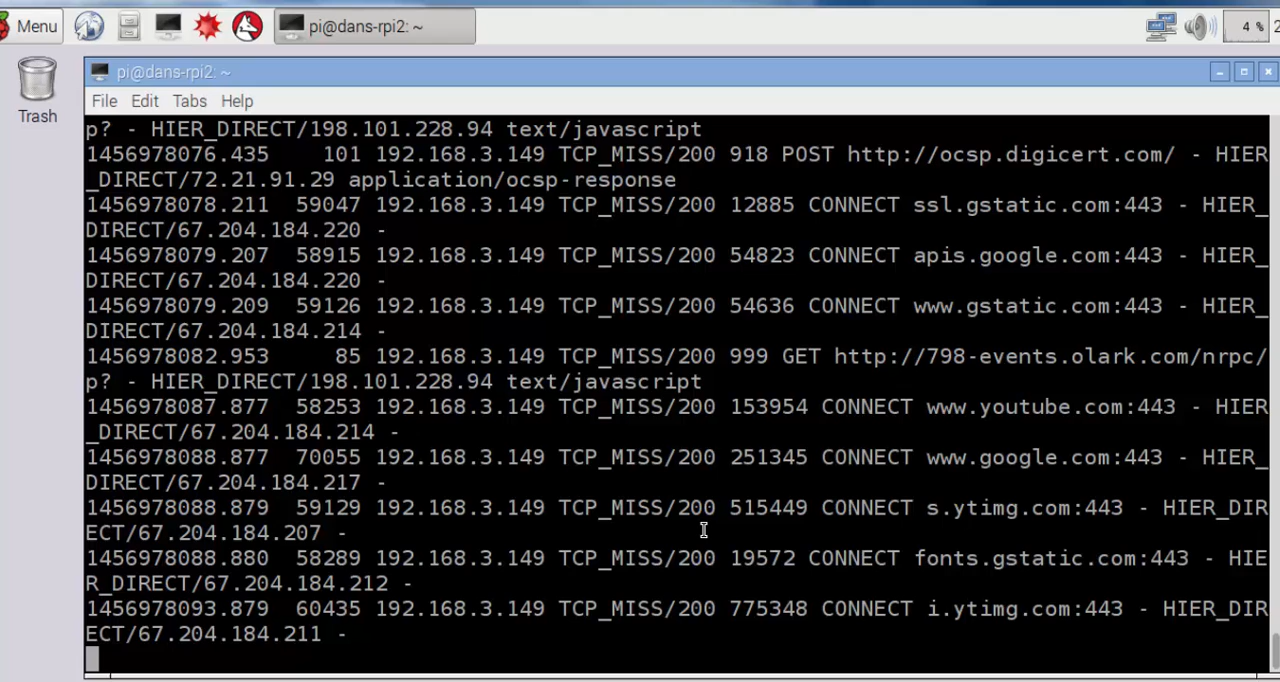 Menu
pi@dans-rpi2: ~
4 %
Trash
pi@dans-rpi2: ~
File Edit Tabs Help
p? - HIER_DIRECT/198.101.228.94 text/javascript
1456978076.435    101 192.168.3.149 TCP_MISS/200 918 POST http://ocsp.digicert.com/ - HIER
_DIRECT/72.21.91.29 application/ocsp-response
1456978078.211  59047 192.168.3.149 TCP_MISS/200 12885 CONNECT ssl.gstatic.com:443 - HIER_
DIRECT/67.204.184.220 -
1456978079.207  58915 192.168.3.149 TCP_MISS/200 54823 CONNECT apis.google.com:443 - HIER_
DIRECT/67.204.184.220 -
1456978079.209  59126 192.168.3.149 TCP_MISS/200 54636 CONNECT www.gstatic.com:443 - HIER_
DIRECT/67.204.184.214 -
1456978082.953     85 192.168.3.149 TCP_MISS/200 999 GET http://798-events.olark.com/nrpc/
p? - HIER_DIRECT/198.101.228.94 text/javascript
1456978087.877  58253 192.168.3.149 TCP_MISS/200 153954 CONNECT www.youtube.com:443 - HIER
_DIRECT/67.204.184.214 -
1456978088.877  70055 192.168.3.149 TCP_MISS/200 251345 CONNECT www.google.com:443 - HIER_
DIRECT/67.204.184.217 -
1456978088.879  59129 192.168.3.149 TCP_MISS/200 515449 CONNECT s.ytimg.com:443 - HIER_DIR
ECT/67.204.184.207 -
1456978088.880  58289 192.168.3.149 TCP_MISS/200 19572 CONNECT fonts.gstatic.com:443 - HIE
R_DIRECT/67.204.184.212 -
1456978093.879  60435 192.168.3.149 TCP_MISS/200 775348 CONNECT i.ytimg.com:443 - HIER_DIR
ECT/67.204.184.211 -